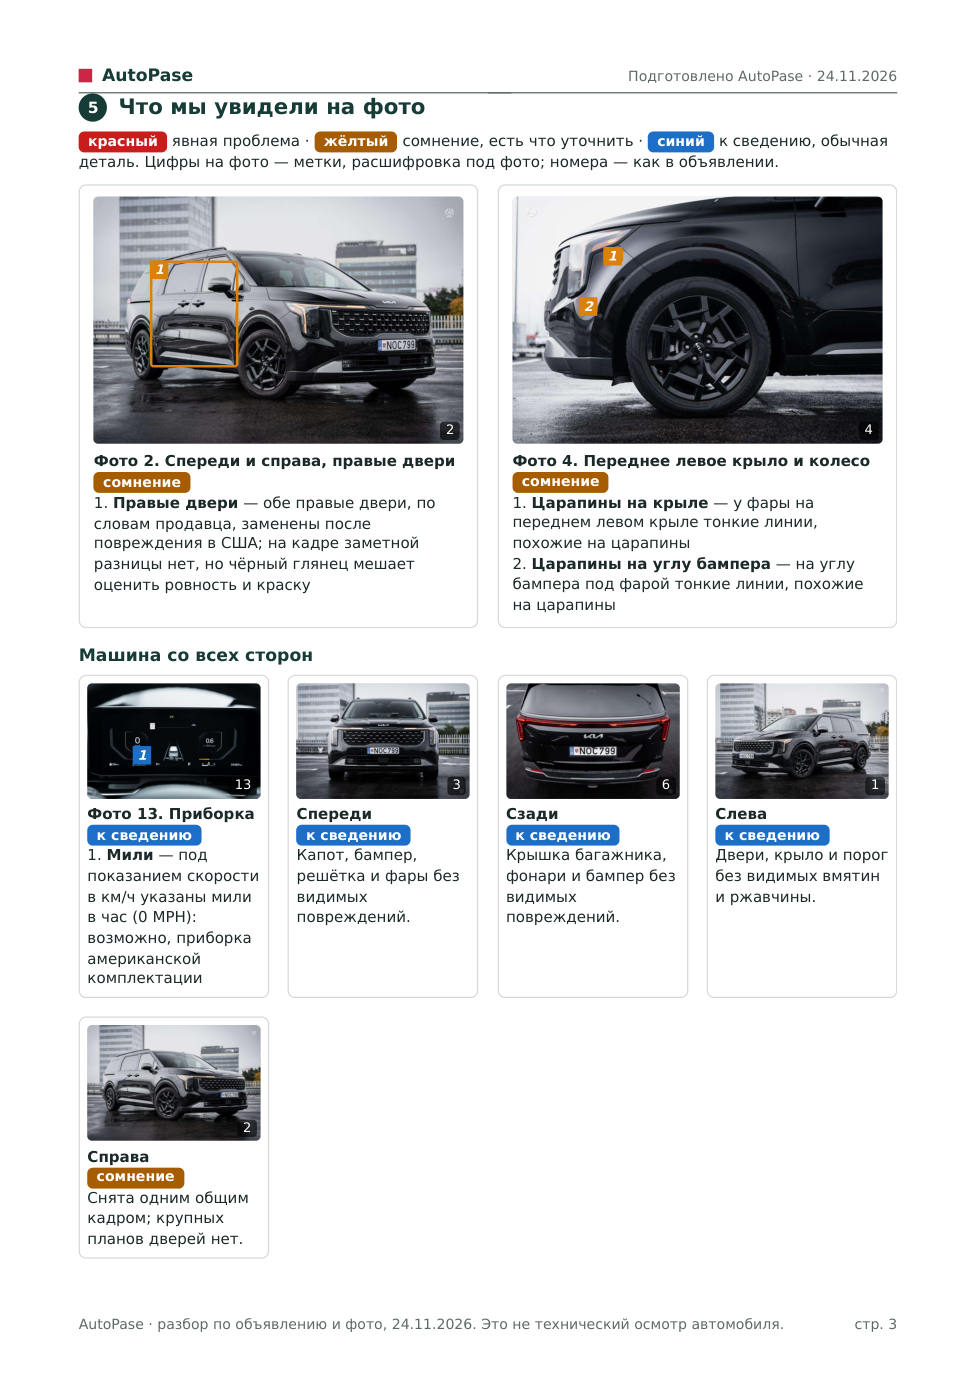 AutoPase
Подготовлено AutoPase · 24.11.2026
5 Что мы увидели на фото
красный явная проблема · жёлтый сомнение, есть что уточнить · синий к сведению, обычная
деталь. Цифры на фото — метки, расшифровка под фото; номера — как в объявлении.
1
NOC799
2
1
2
4
Фото 2. Спереди и справа, правые двери
сомнение
1. Правые двери — обе правые двери, по
словам продавца, заменены после
повреждения в США; на кадре заметной
разницы нет, но чёрный глянец мешает
оценить ровность и краску
Фото 4. Переднее левое крыло и колесо
сомнение
1. Царапины на крыле — у фары на
переднем левом крыле тонкие линии,
похожие на царапины
2. Царапины на углу бампера — на углу
бампера под фарой тонкие линии, похожие
на царапины
Машина со всех сторон
0
06
1
13
Фото 13. Приборка
к сведению
1. Мили — под
показанием скорости
в км/ч указаны мили
в час (0 MPH):
возможно, приборка
американской
комплектации
NOC799
3
Спереди
к сведению
Капот, бампер,
решётка и фары без
видимых
повреждений.
NOC799
6
Сзади
к сведению
Крышка багажника,
фонари и бампер без
видимых
повреждений.
1
Слева
к сведению
Двери, крыло и порог
без видимых вмятин
и ржавчины.
2
Справа
сомнение
Снята одним общим
кадром; крупных
планов дверей нет.
AutoPase · разбор по объявлению и фото, 24.11.2026. Это не технический осмотр автомобиля.
стр. 3